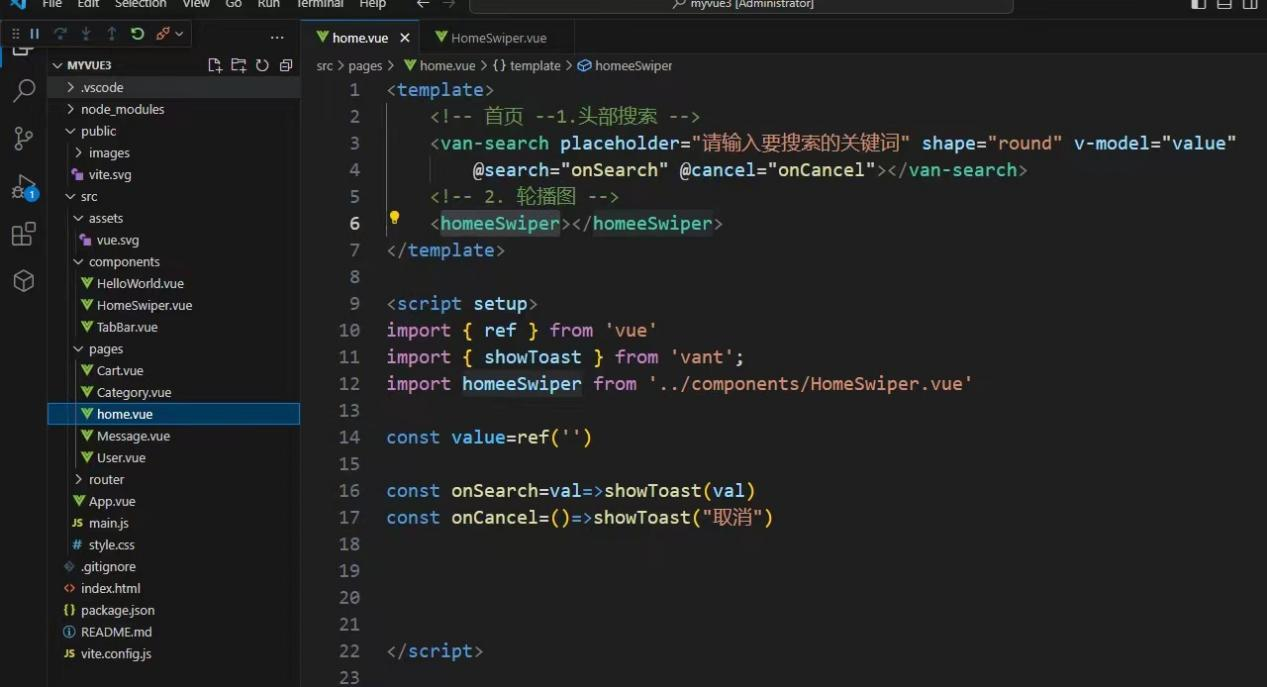 File Edit Selection View Go Run Terminal Help
myvue3 [Administrator]
home.vue
HomeSwiper.vue
MYVUE3
src > pages > home.vue > {} template > homeeSwiper
.vscode
node_modules
public
images
vite.svg
src
assets
vue.svg
components
HelloWorld.vue
HomeSwiper.vue
TabBar.vue
pages
Cart.vue
Category.vue
home.vue
Message.vue
User.vue
router
App.vue
JS main.js
# style.css
.gitignore
<> index.html
{} package.json
README.md
JS vite.config.js
1
1 <template>
2 <!-- 首页 --1.头部搜索 -->
3 <van-search placeholder="请输入要搜索的关键词" shape="round" v-model="value"
4 @search="onSearch" @cancel="onCancel"></van-search>
5 <!-- 2. 轮播图 -->
6 <homeeSwiper></homeeSwiper>
7 </template>
8
9 <script setup>
10 import { ref } from 'vue'
11 import { showToast } from 'vant';
12 import homeeSwiper from '../components/HomeSwiper.vue'
13
14 const value=ref('')
15
16 const onSearch=val=>showToast(val)
17 const onCancel=()=>showToast("取消")
18
19
20
21
22 </script>
23